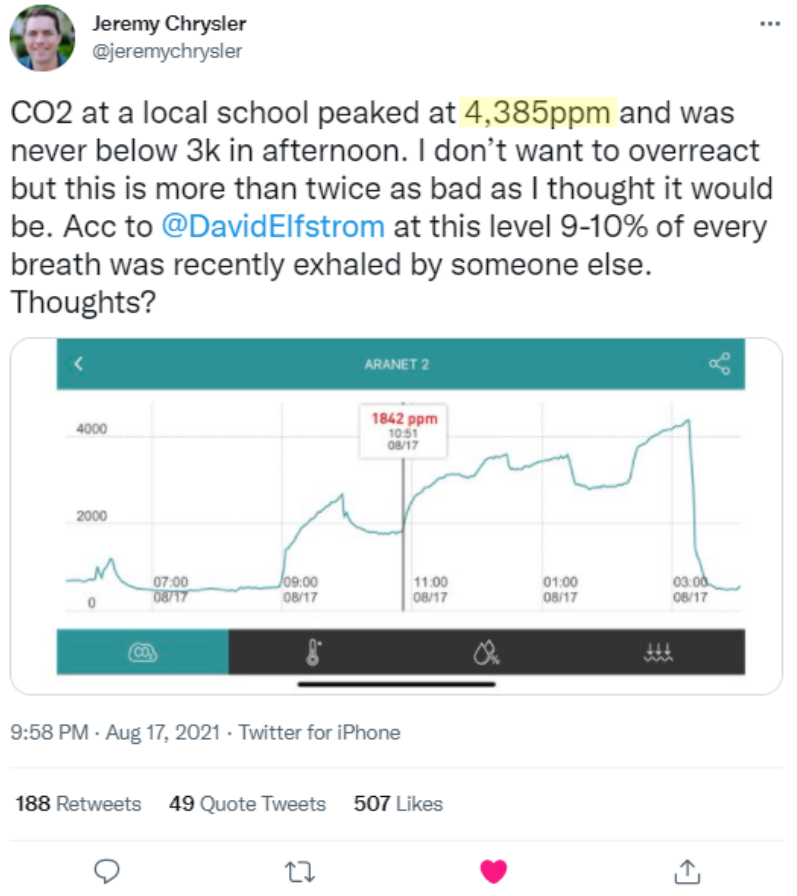 Jeremy Chrysler
@jeremychrysler
CO2 at a local school peaked at 4,385ppm and was
never below 3k in afternoon. I don’t want to overreact
but this is more than twice as bad as I thought it would
be. Acc to @DavidElfstrom at this level 9-10% of every
breath was recently exhaled by someone else.
Thoughts?
ARANET 2
1842 ppm
10:51
08/17
4000
2000
0
07:00 09:00 11:00 01:00 03:00
08/17 08/17 08/17 08/17 08/17
CO2 %
9:58 PM · Aug 17, 2021 · Twitter for iPhone
188 Retweets 49 Quote Tweets 507 Likes